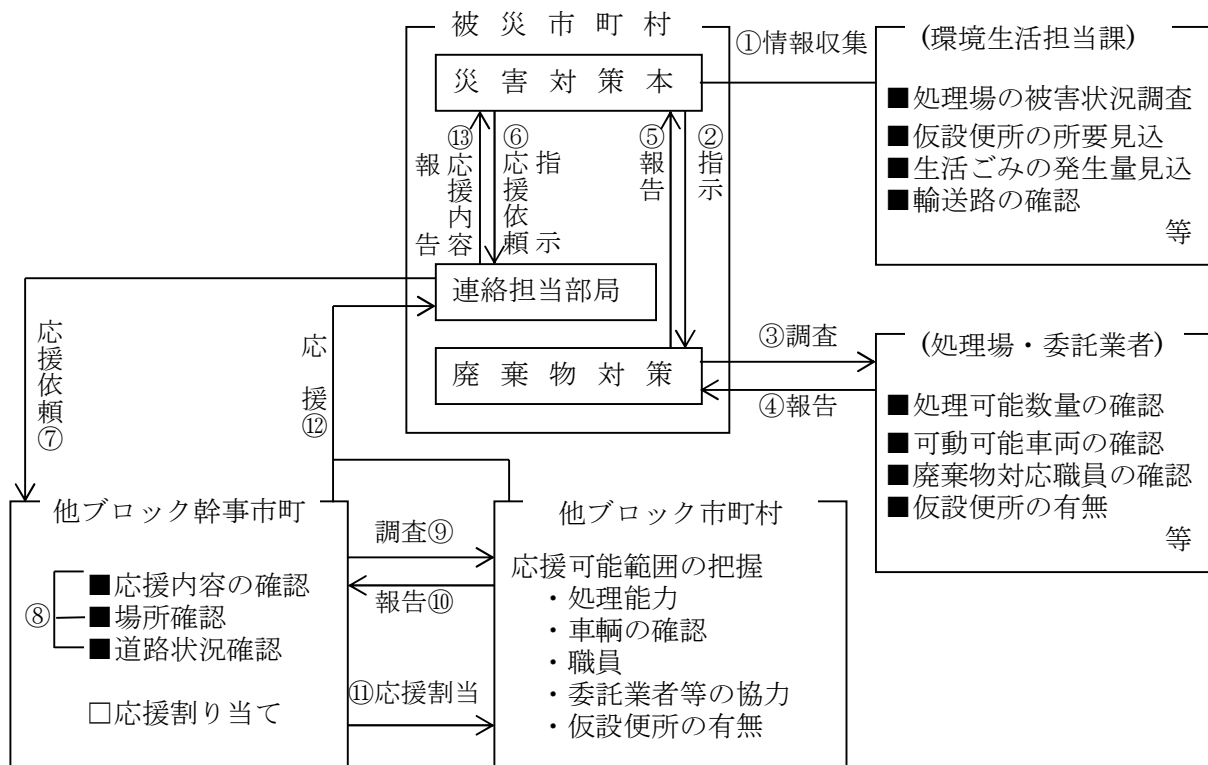 被災市町村
災害対策本
①情報収集
(環境生活担当課)
■処理場の被害状況調査
■仮設便所の所要見込
■生活ごみの発生量見込
■輸送路の確認
等
⑬応援内容
報告
⑥応援依頼
指示
⑤報告
②指示
連絡担当部局
廃棄物対策
③調査
④報告
(処理場・委託業者)
■処理可能数量の確認
■可動可能車両の確認
■廃棄物対応職員の確認
■仮設便所の有無
等
応援依頼⑦
応援⑫
他ブロック幹事市町
⑧
■応援内容の確認
■場所確認
■道路状況確認
□応援割り当て
調査⑨
報告⑩
⑪応援割当
他ブロック市町村
応援可能範囲の把握
・処理能力
・車輌の確認
・職員
・委託業者等の協力
・仮設便所の有無